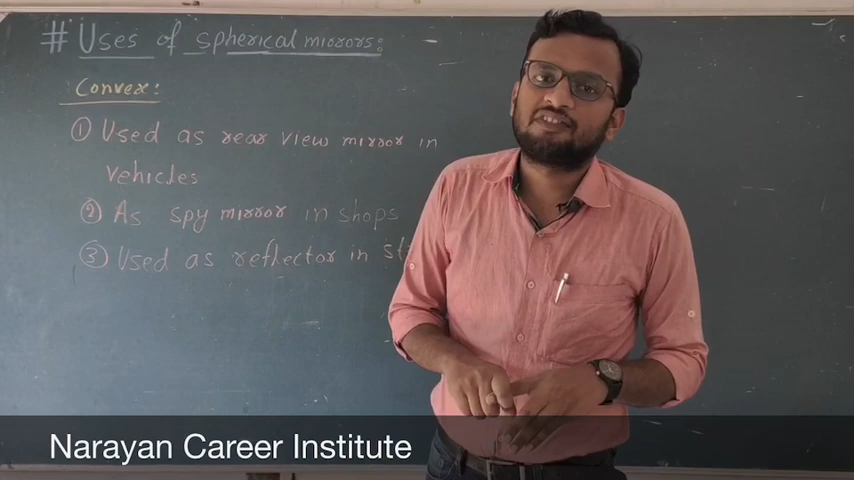 # Uses of spherical mirrors:
Convex:
① Used as rear view mirror in
vehicles
② As spy mirror in shops
③ Used as reflector in
Narayan Career Institute